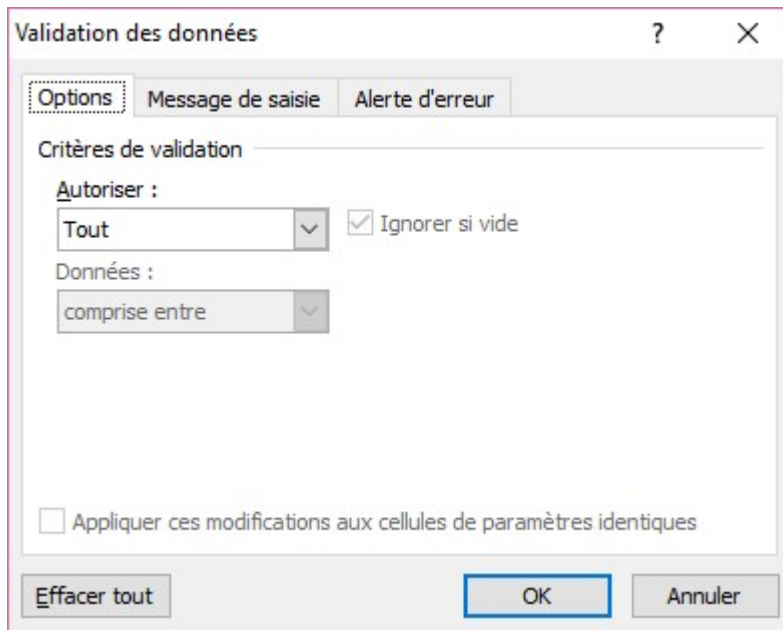 Validation des données
Options Message de saisie Alerte d'erreur
Critères de validation
Autoriser :
Tout Ignorer si vide
Données :
comprise entre
Appliquer ces modifications aux cellules de paramètres identiques
Effacer tout OK Annuler